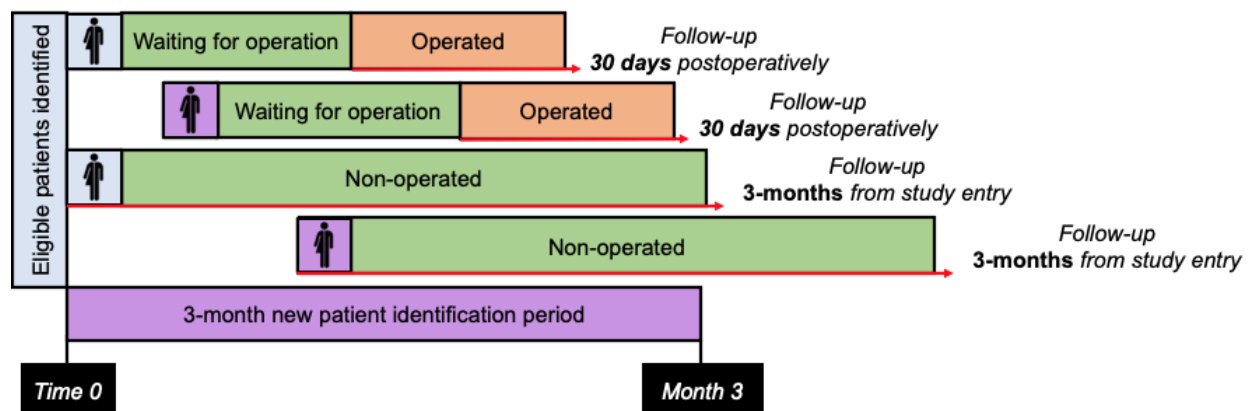 Eligible patients identified
Waiting for operation
Operated
Follow-up
30 days postoperatively
Waiting for operation
Operated
Follow-up
30 days postoperatively
Non-operated
Follow-up
3-months from study entry
Non-operated
Follow-up
3-months from study entry
3-month new patient identification period
Time 0
Month 3